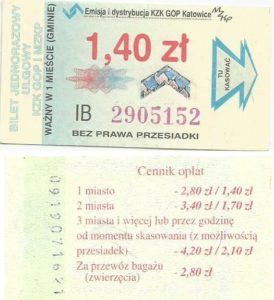 Emisja i dystrybucja KZK GOP Katowice
MZKP
BILET JEDNORAZOWY
ULGOWY
KZK GOP I MZKP
WAŻNY W 1 MIEŚCIE (GMINIE)
1,40 zł
TU
KASOWAĆ
IB 2905152
BEZ PRAWA PRZESIADKI
Cennik opłat
1 miasto - 2,80 zł / 1,40 zł
2 miasta - 3,40 zł / 1,70 zł
3 miasta i więcej lub przez godzinę
od momentu skasowania (z możliwością
przesiadek) - 4,20 zł / 2,10 zł
Za przewóz bagażu
(zwierzęcia) - 2,80 zł